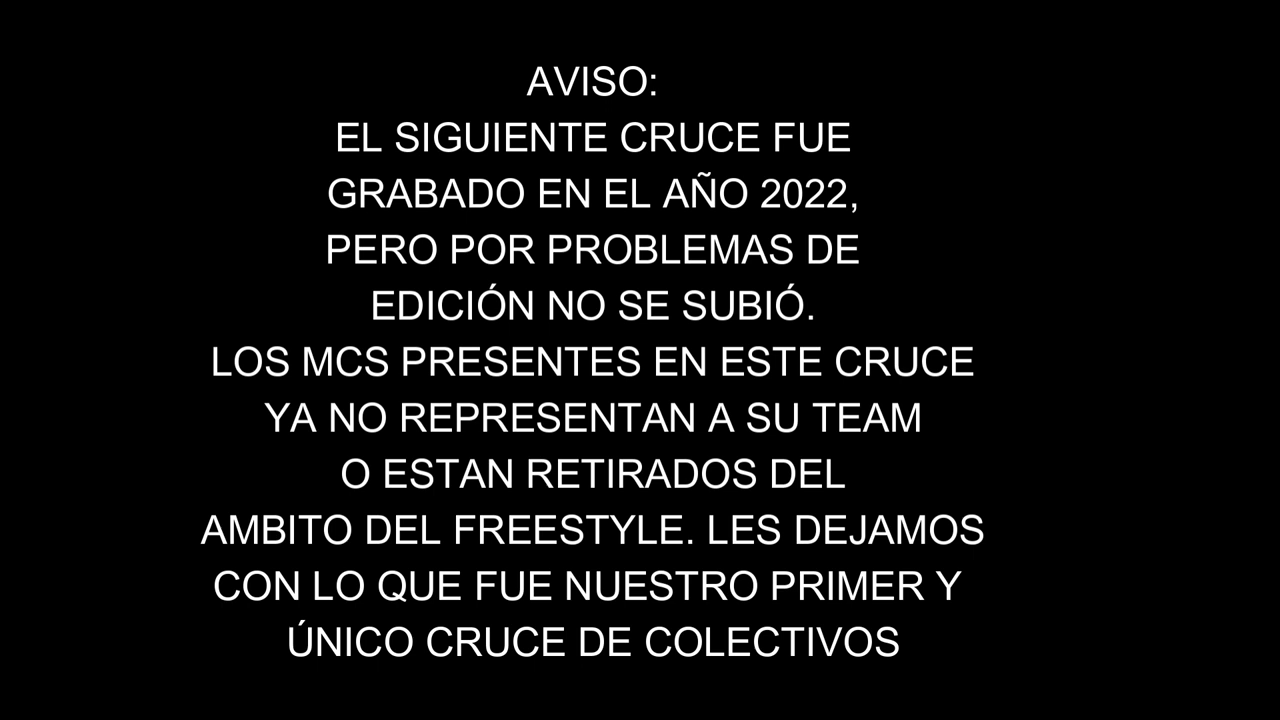 AVISO:
EL SIGUIENTE CRUCE FUE
GRABADO EN EL AÑO 2022,
PERO POR PROBLEMAS DE
EDICIÓN NO SE SUBIÓ.
LOS MCS PRESENTES EN ESTE CRUCE
YA NO REPRESENTAN A SU TEAM
O ESTAN RETIRADOS DEL
AMBITO DEL FREESTYLE. LES DEJAMOS
CON LO QUE FUE NUESTRO PRIMER Y
ÚNICO CRUCE DE COLECTIVOS